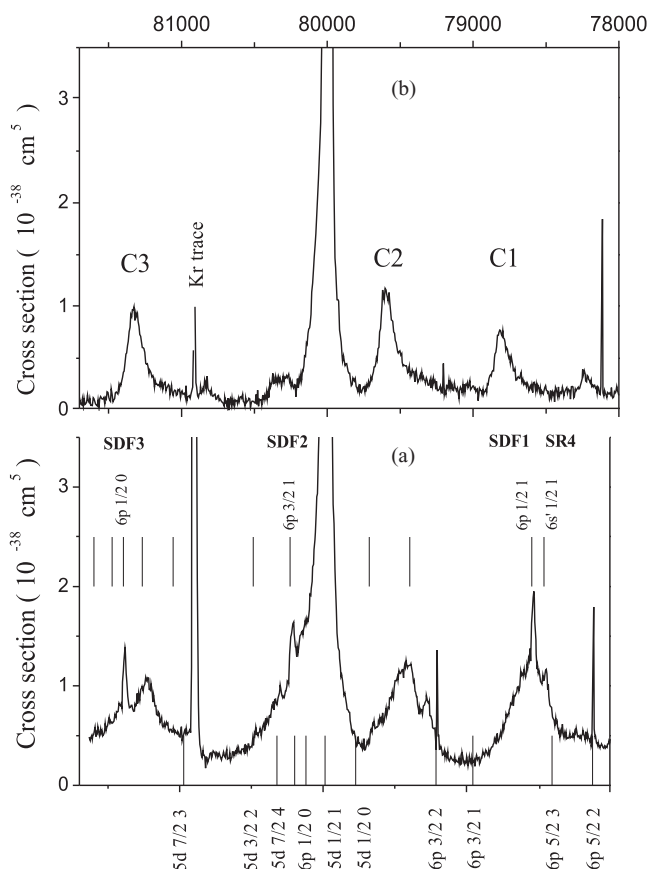 81000 80000 79000 78000
(b)
3
2
1
0
Cross section ( 10 -38 cm 5 )
C3
Kr trace
C2
C1
SDF3 SDF2 (a) SDF1 SR4
3
2
1
0
Cross section ( 10 -38 cm 5 )
6p 1/2 0
6p 3/2 1
6p 1/2 1
6s' 1/2 1
5d 7/2 3
5d 3/2 2
5d 7/2 4
6p 1/2 0
5d 1/2 1
5d 1/2 0
6p 3/2 2
6p 3/2 1
6p 5/2 3
6p 5/2 2